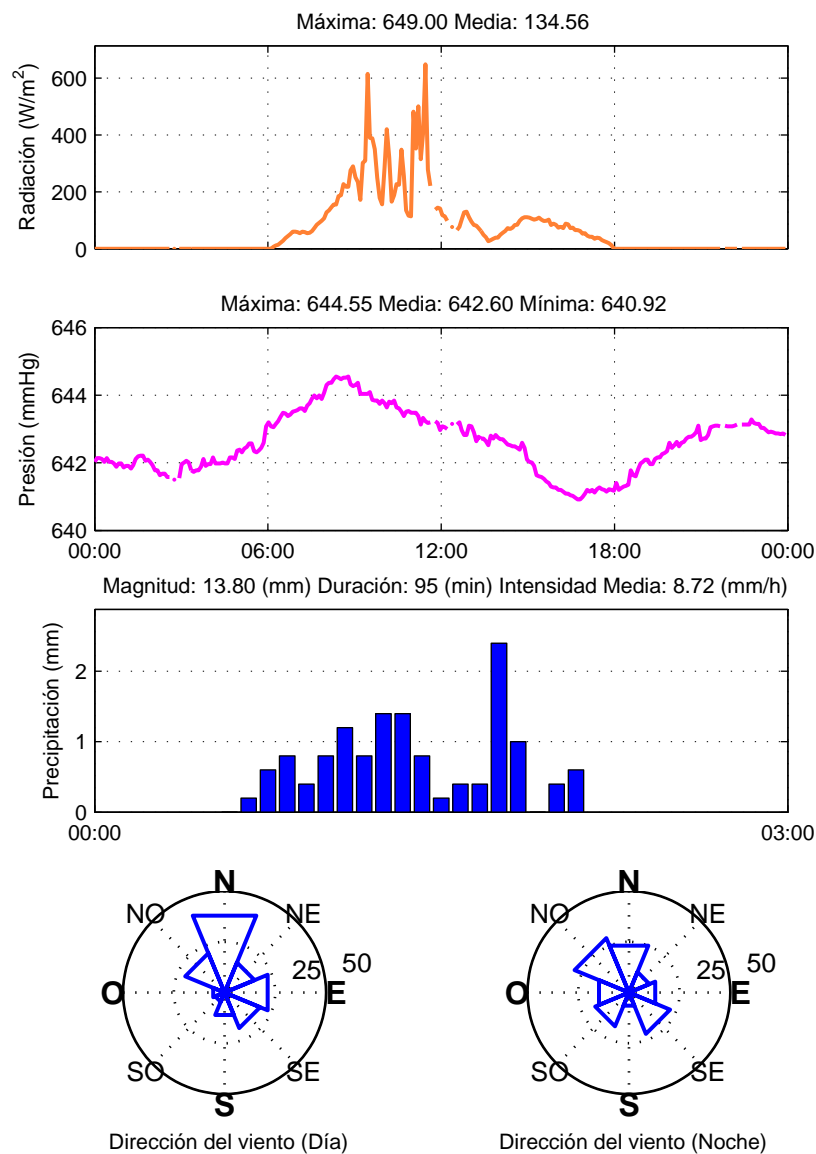 Máxima: 649.00 Media: 134.56
Radiación (W/m²)
600
400
200
0
Máxima: 644.55 Media: 642.60 Mínima: 640.92
Presión (mmHg)
646
644
642
640
00:00 06:00 12:00 18:00 00:00
Magnitud: 13.80 (mm) Duración: 95 (min) Intensidad Media: 8.72 (mm/h)
Precipitación (mm)
2
1
0
00:00 03:00
N
NO NE
25 50
O E
SO SE
S
Dirección del viento (Día)
N
NO NE
25 50
O E
SO SE
S
Dirección del viento (Noche)